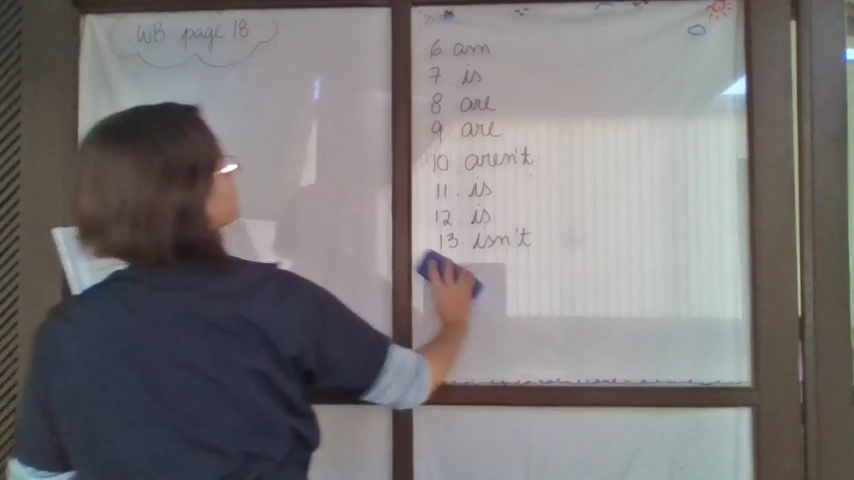 WB page 18
6. am
7 is
8 are
9 are
10 aren't
11. is
12. is
13. isn't